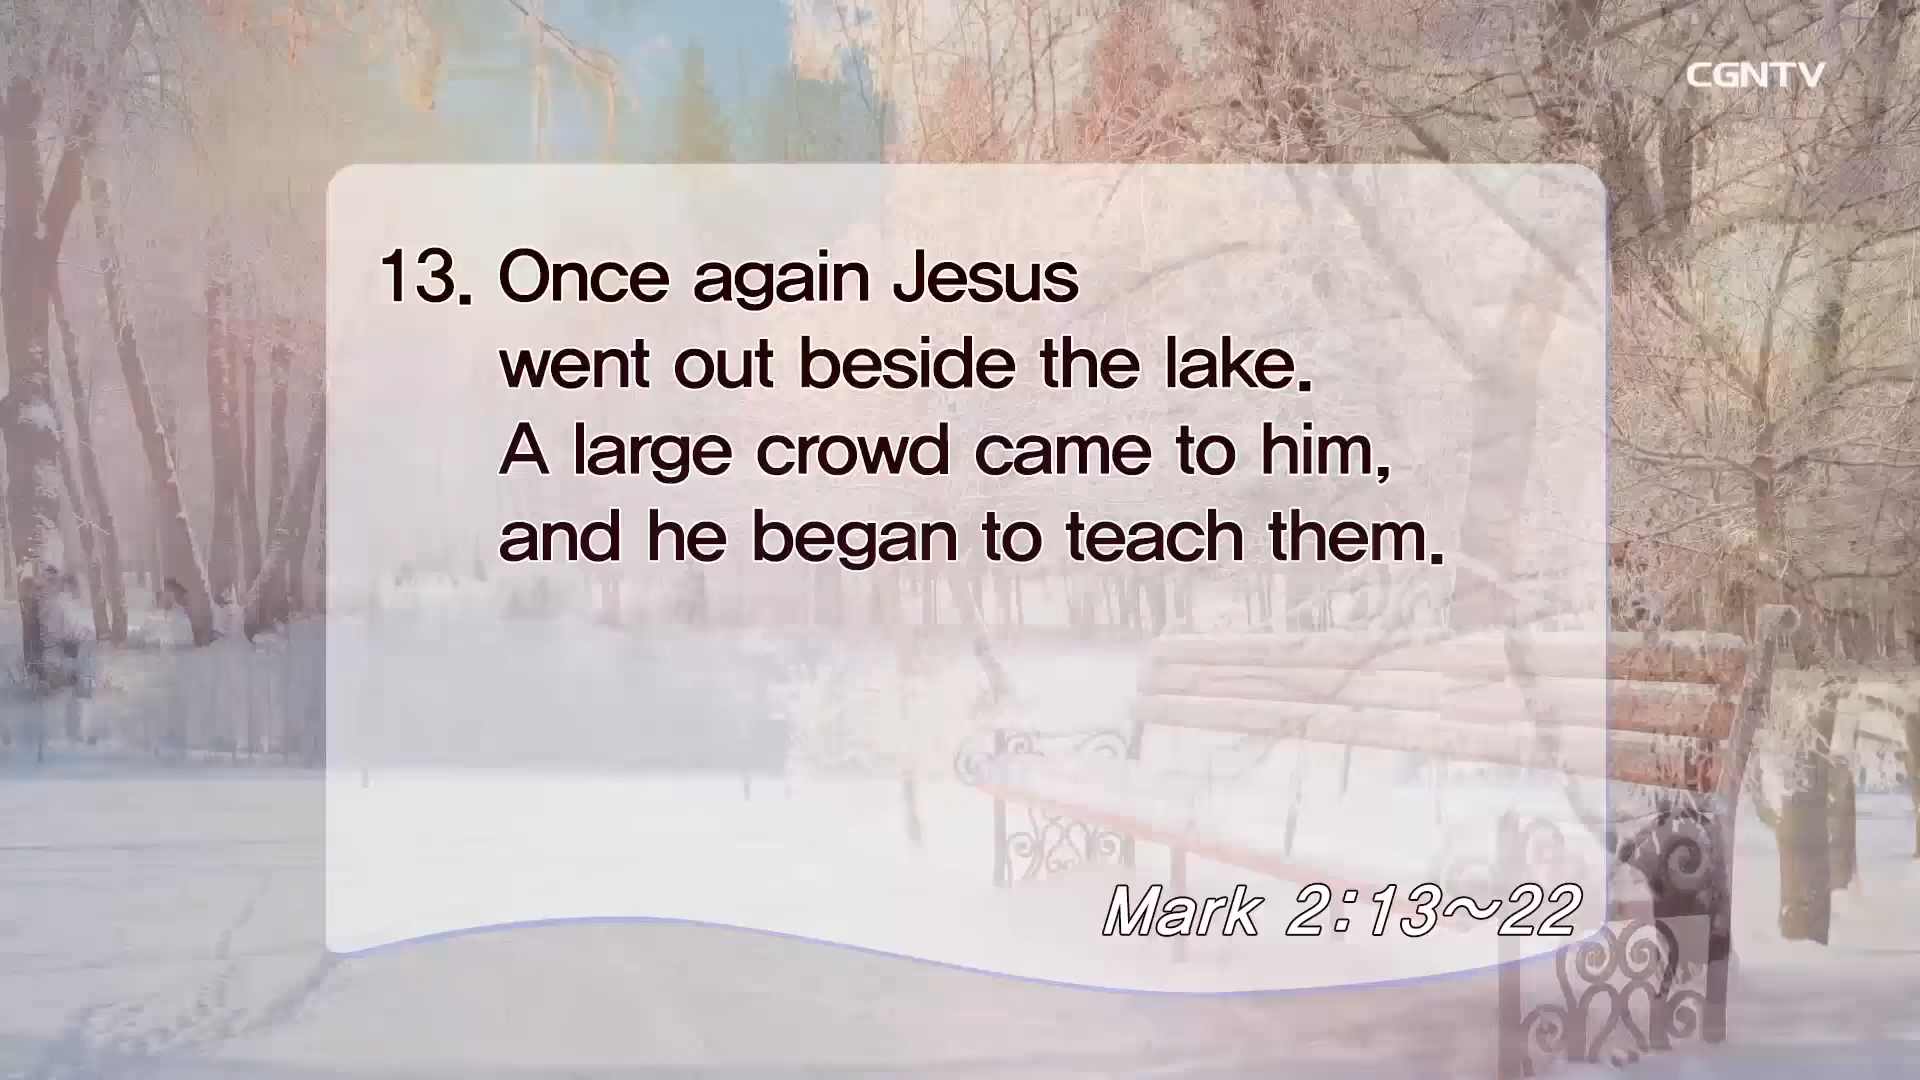 CGNTV
13. Once again Jesus
went out beside the lake.
A large crowd came to him,
and he began to teach them.
Mark 2:13~22